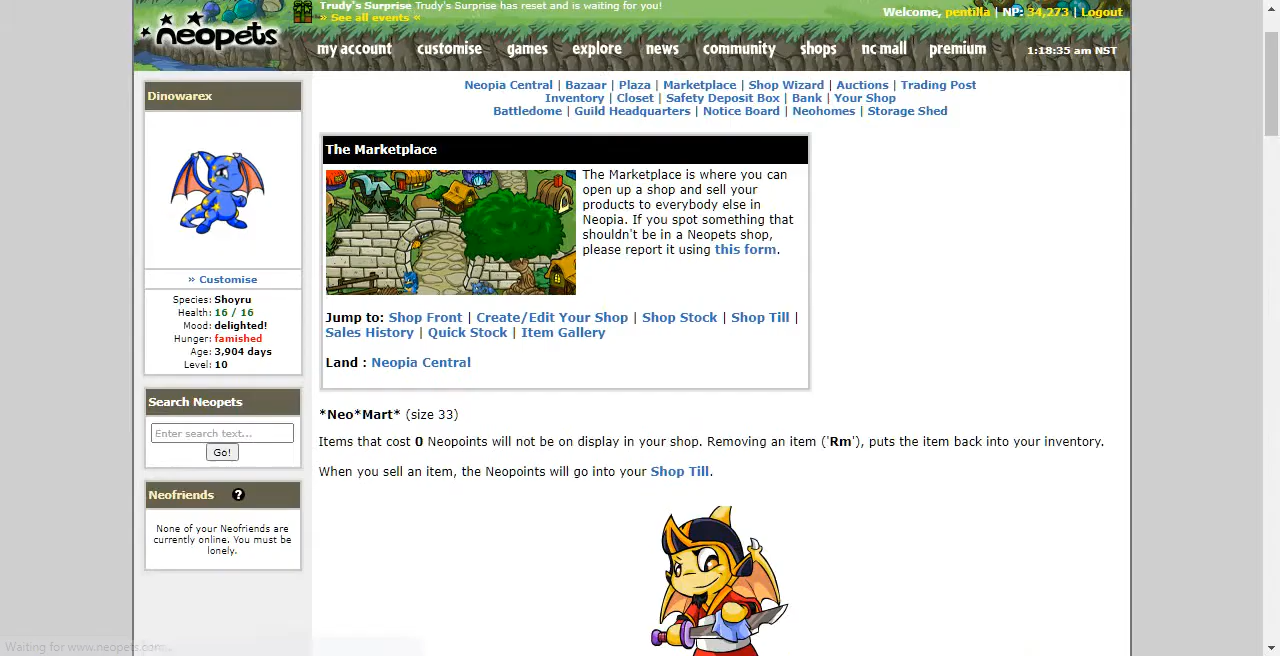 Trudy's Surprise Trudy's Surprise has reset and is waiting for you!
» See all events «
Welcome, pentilla | NP: 34,273 | Logout
neopets
my account customise games explore news community shops nc mall premium 1:18:35 am NST
Neopia Central | Bazaar | Plaza | Marketplace | Shop Wizard | Auctions | Trading Post
Inventory | Closet | Safety Deposit Box | Bank | Your Shop
Battledome | Guild Headquarters | Notice Board | Neohomes | Storage Shed
Dinowarex
» Customise
Species: Shoyru
Health: 16 / 16
Mood: delighted!
Hunger: famished
Age: 3,904 days
Level: 10
Search Neopets
Enter search text...
Go!
Neofriends ?
None of your Neofriends are
currently online. You must be
lonely.
The Marketplace
The Marketplace is where you can
open up a shop and sell your
products to everybody else in
Neopia. If you spot something that
shouldn't be in a Neopets shop,
please report it using this form.
Jump to: Shop Front | Create/Edit Your Shop | Shop Stock | Shop Till |
Sales History | Quick Stock | Item Gallery
Land : Neopia Central
*Neo*Mart* (size 33)
Items that cost 0 Neopoints will not be on display in your shop. Removing an item ('Rm'), puts the item back into your inventory.
When you sell an item, the Neopoints will go into your Shop Till.
Waiting for www.neopets.com...